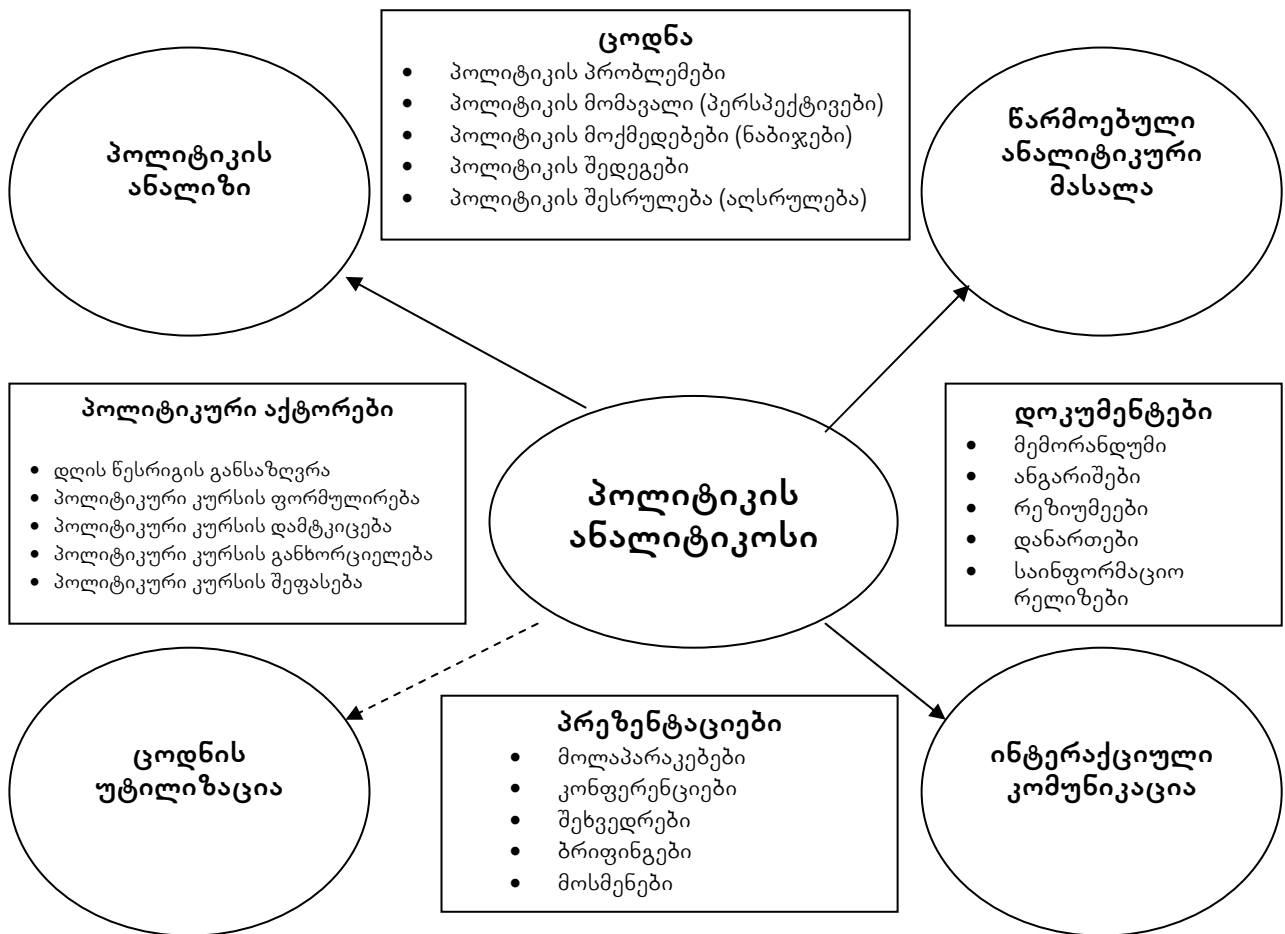 ცოდნა
• პოლიტიკის პრობლემები
• პოლიტიკის მომავალი (პერსპექტივები)
• პოლიტიკის მოქმედებები (ნაბიჯები)
• პოლიტიკის შედეგები
• პოლიტიკის შესრულება (აღსრულება)
პოლიტიკის
ანალიზი
წარმოებული
ანალიტიკური
მასალა
პოლიტიკური აქტორები
• დღის წესრიგის განსაზღვრა
• პოლიტიკური კურსის ფორმულირება
• პოლიტიკური კურსის დამტკიცება
• პოლიტიკური კურსის განხორციელება
• პოლიტიკური კურსის შეფასება
პოლიტიკის
ანალიტიკოსი
დოკუმენტები
• მემორანდუმი
• ანგარიშები
• რეზიუმეები
• დანართები
• საინფორმაციო
რელიზები
ცოდნის
უტილიზაცია
პრეზენტაციები
• მოლაპარაკებები
• კონფერენციები
• შეხვედრები
• ბრიფინგები
• მოსმენები
ინტერაქციული
კომუნიკაცია